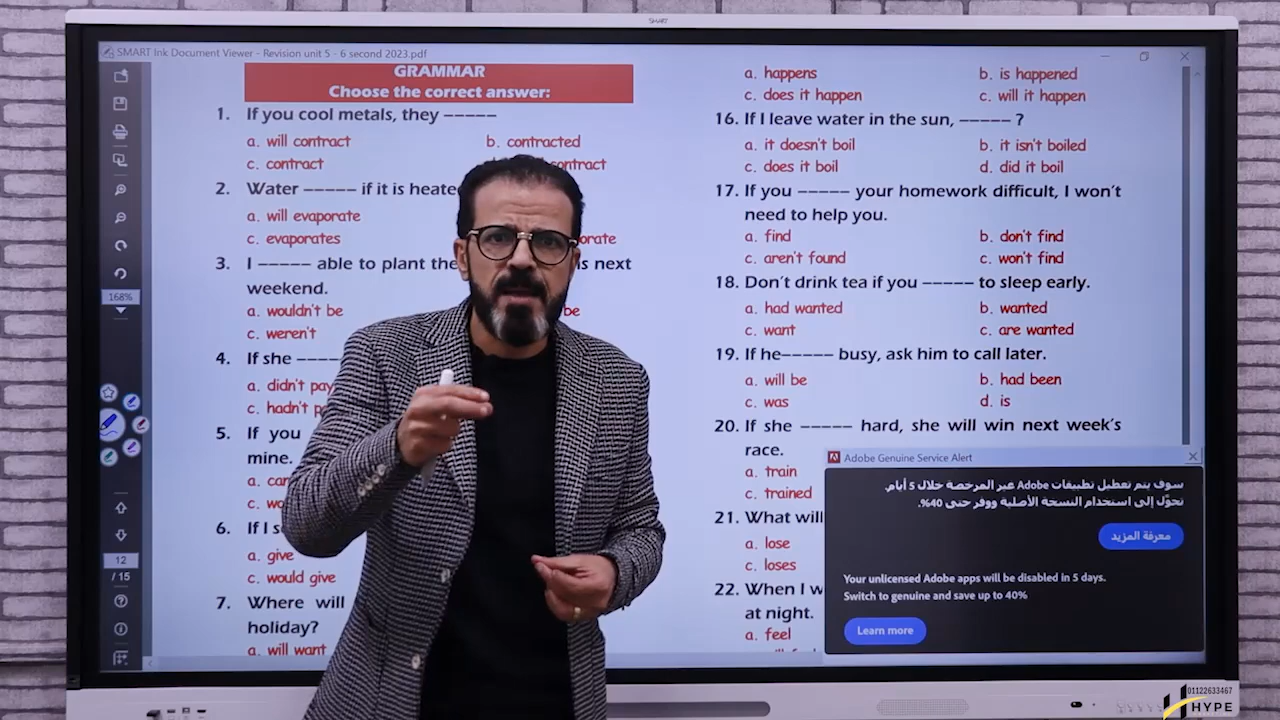 SMART
SMART Ink Document Viewer - Revision unit 5 - 6 second 2023.pdf
GRAMMAR
Choose the correct answer:
1. If you cool metals, they -----
a. will contract b. contracted
c. contract contract
2. Water ----- if it is heated
a. will evaporate
c. evaporates orate
3. I ----- able to plant the is next
weekend.
a. wouldn't be be
c. weren't
4. If she -----
a. didn't pay
c. hadn't p
5. If you
mine.
a. can
c. wo
6. If I s
a. give
c. would give
7. Where will
holiday?
a. will want
a. happens b. is happened
c. does it happen c. will it happen
16. If I leave water in the sun, ----- ?
a. it doesn't boil b. it isn't boiled
c. does it boil d. did it boil
17. If you ----- your homework difficult, I won't
need to help you.
a. find b. don't find
c. aren't found c. won't find
18. Don't drink tea if you ----- to sleep early.
a. had wanted b. wanted
c. want c. are wanted
19. If he----- busy, ask him to call later.
a. will be b. had been
c. was d. is
20. If she ----- hard, she will win next week's
race.
a. train
c. trained
21. What will
a. lose
c. loses
22. When I w
at night.
a. feel
168%
12
/ 15
Adobe Genuine Service Alert
سوف يتم تعطيل تطبيقات Adobe غير المرخصة خلال 5 أيام.
تحوّل إلى استخدام النسخة الأصلية ووفر حتى 40%.
معرفة المزيد
Your unlicensed Adobe apps will be disabled in 5 days.
Switch to genuine and save up to 40%
Learn more
01122633467
HYPE